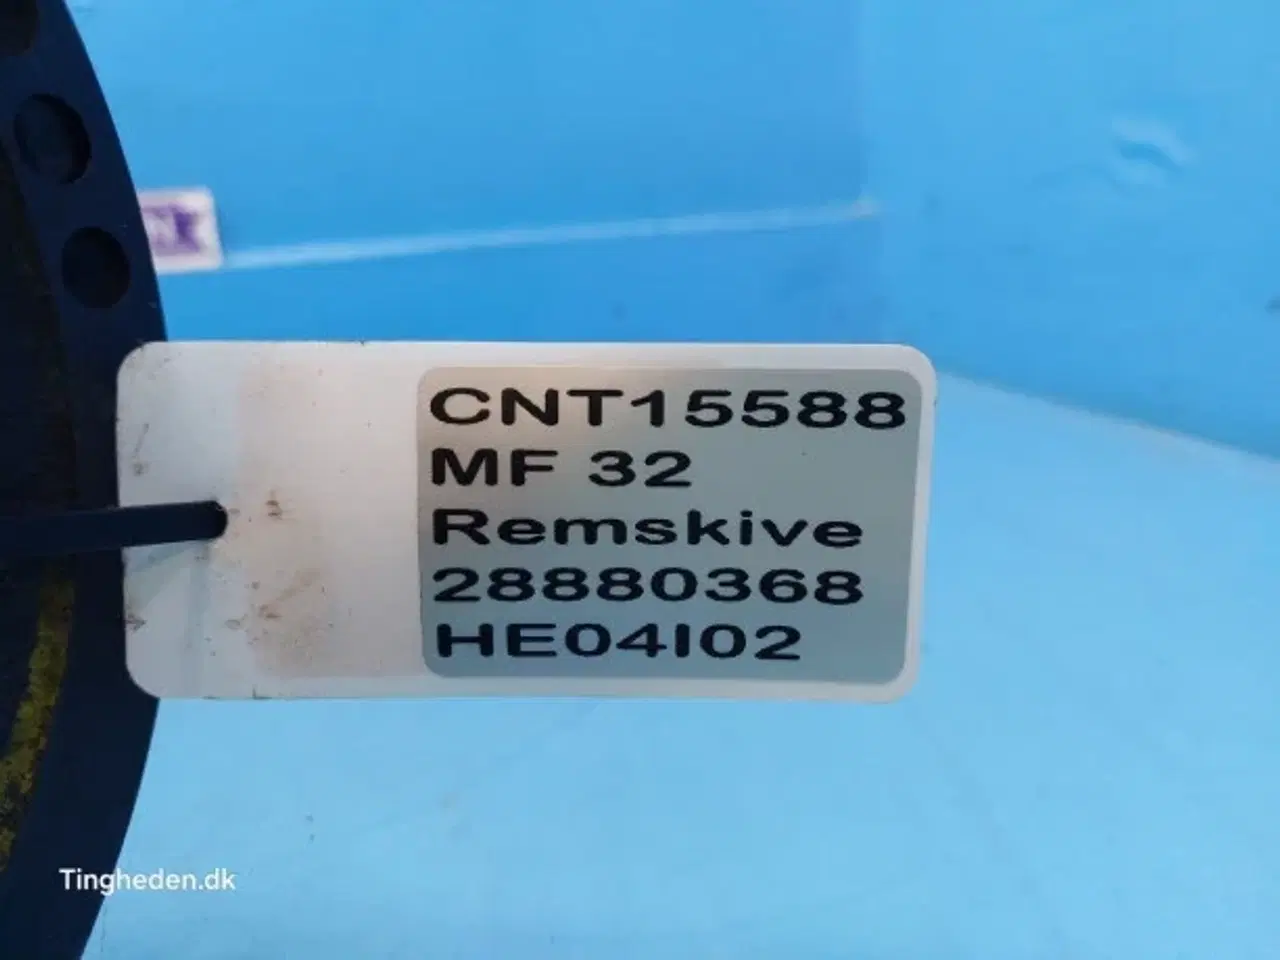 CNT15588
MF 32
Remskive
28880368
HE04I02
Tingheden.dk